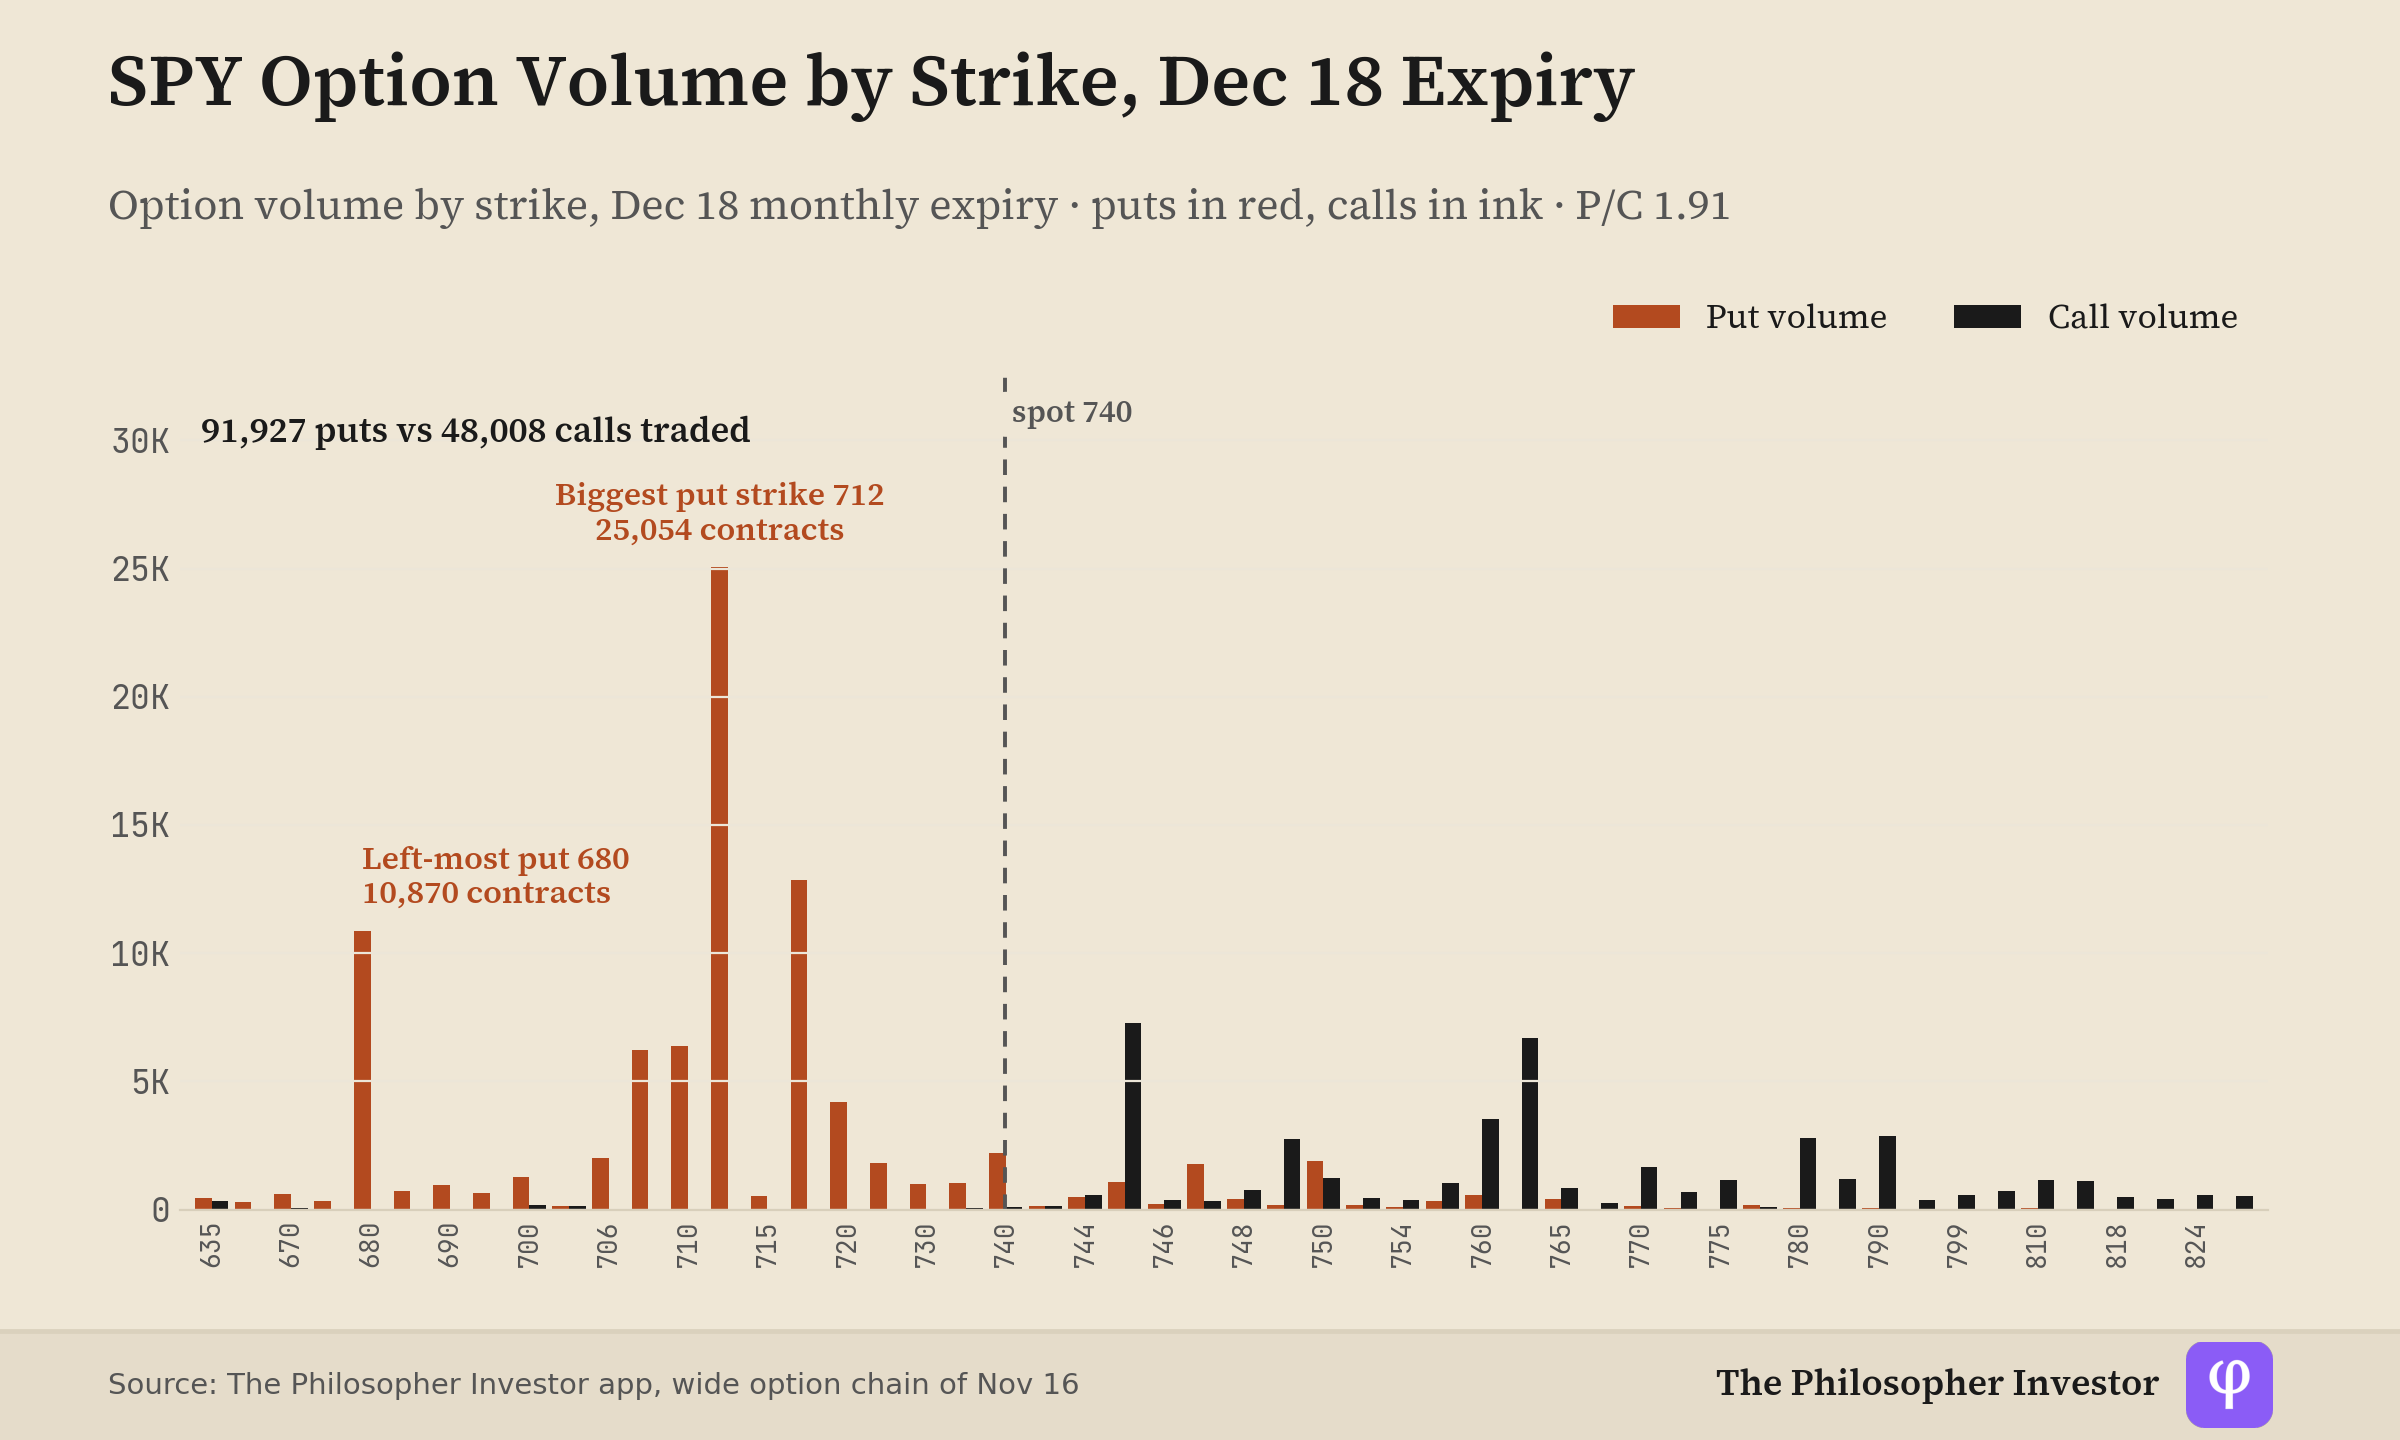 SPY Option Volume by Strike, Dec 18 Expiry
Option volume by strike, Dec 18 monthly expiry · puts in red, calls in ink · P/C 1.91
Put volume
Call volume
spot 740
91,927 puts vs 48,008 calls traded
Biggest put strike 712
25,054 contracts
Left-most put 680
10,870 contracts
30K
25K
20K
15K
10K
5K
0
635 670 680 690 700 706 710 715 720 730 740 744 746 748 750 754 760 765 770 775 780 790 799 810 818 824
Source: The Philosopher Investor app, wide option chain of Nov 16
The Philosopher Investor φ